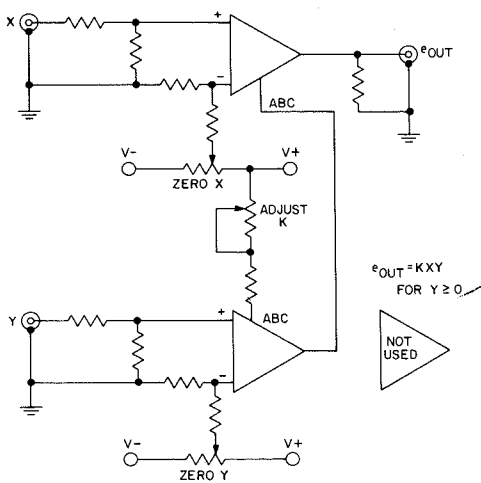 X
+
−
eOUT
ABC
V−
V+
ZERO X
ADJUST
K
eOUT = KXY
FOR Y ≥ 0
ABC
Y
+
−
NOT
USED
V−
V+
ZERO Y